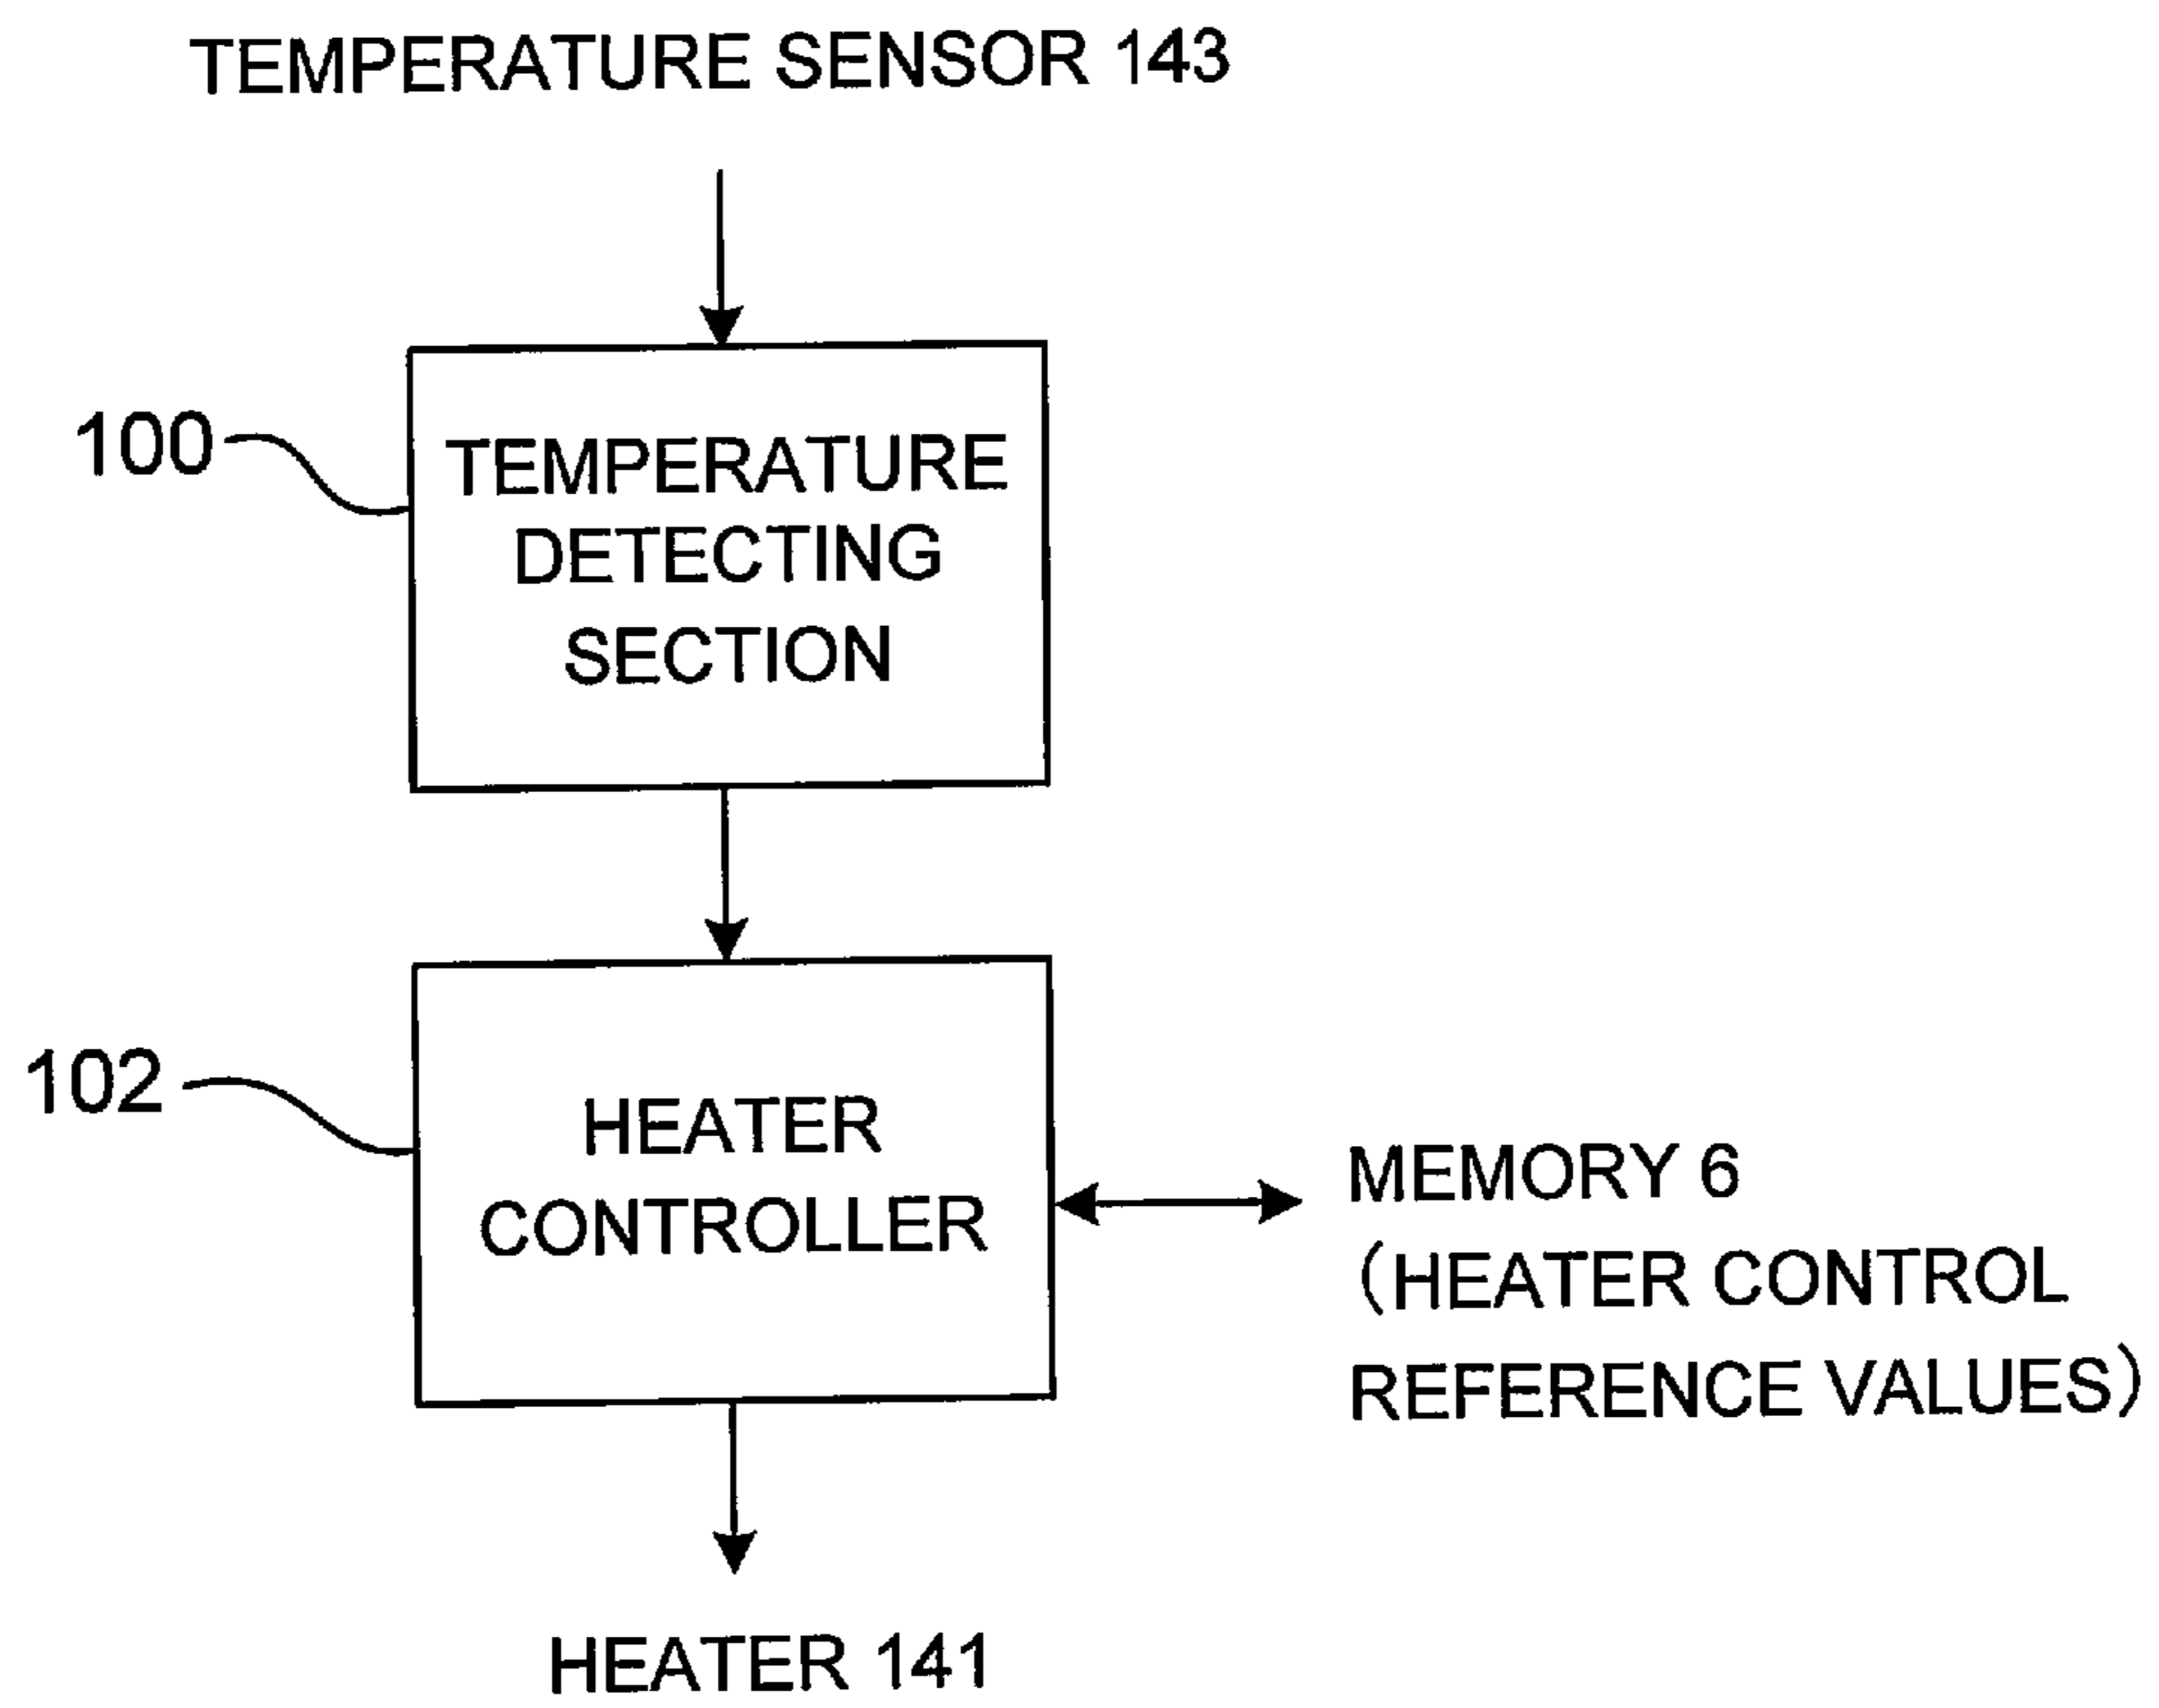 TEMPERATURE SENSOR 143
100
TEMPERATURE
DETECTING
SECTION
102
HEATER
CONTROLLER
MEMORY 6
(HEATER CONTROL
REFERENCE VALUES)
HEATER 141